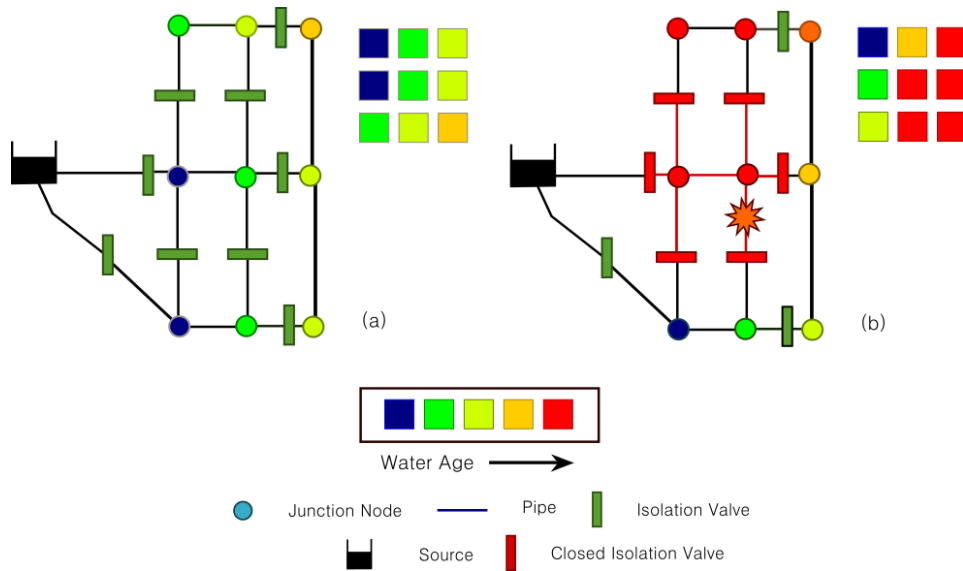 (a)
(b)
Water Age
Junction Node
Pipe
Isolation Valve
Source
Closed Isolation Valve